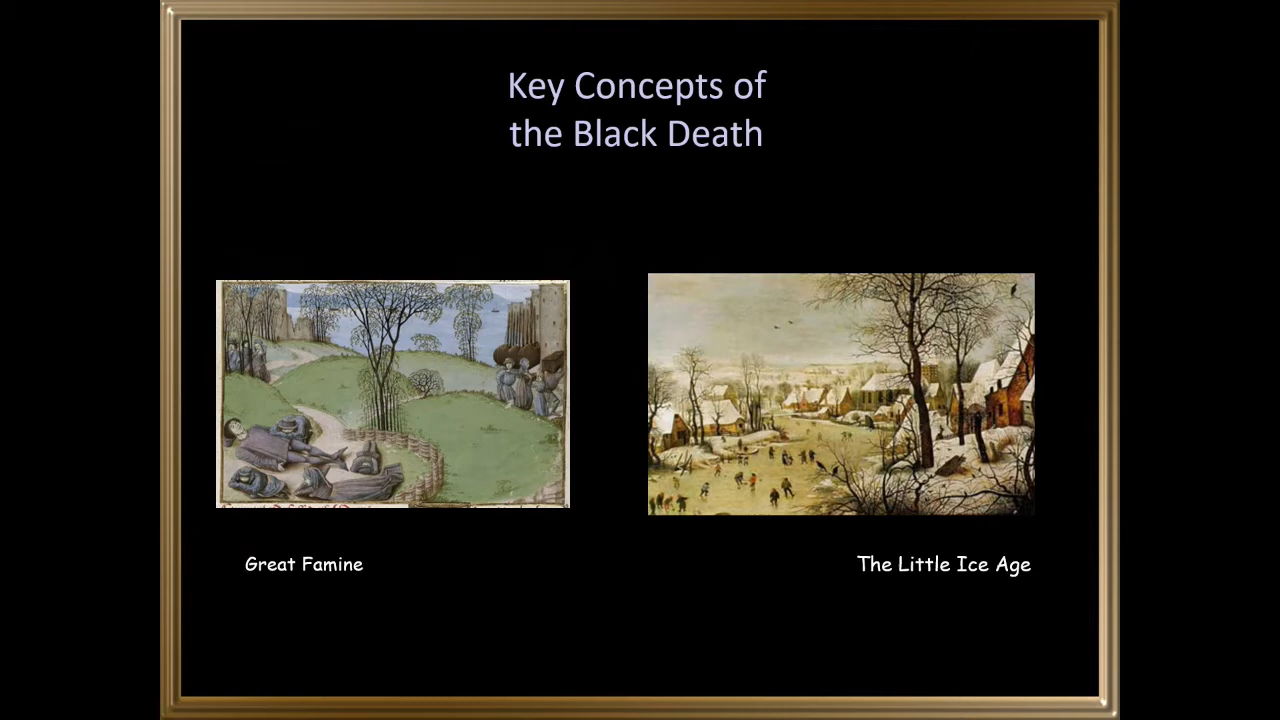 Key Concepts of
the Black Death
Great Famine
The Little Ice Age